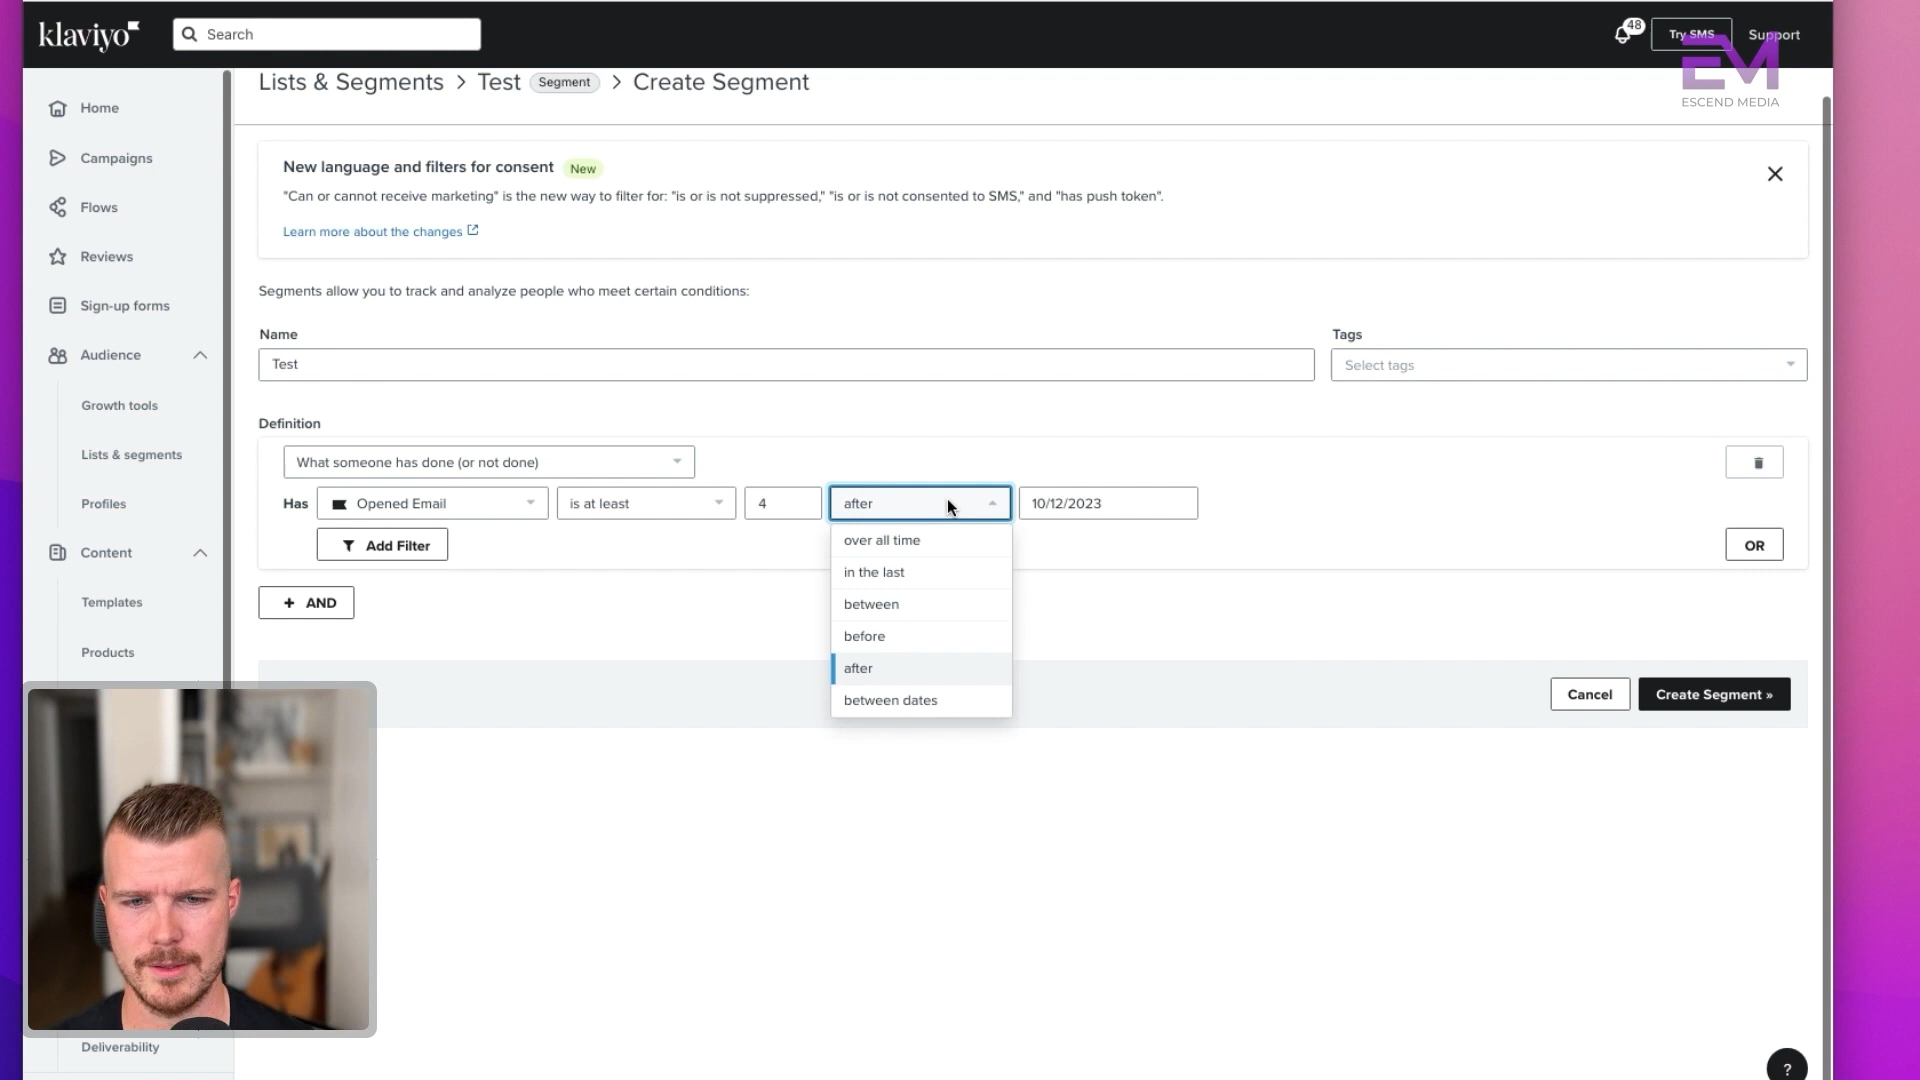 klaviyo
Search
48
Try SMS
Support
EM
ESCEND MEDIA
Home
Campaigns
Flows
Reviews
Sign-up forms
Audience
Growth tools
Lists & segments
Profiles
Content
Templates
Products
Deliverability
Lists & Segments > Test Segment > Create Segment
New language and filters for consent New
"Can or cannot receive marketing" is the new way to filter for: "is or is not suppressed," "is or is not consented to SMS," and "has push token".
Learn more about the changes
Segments allow you to track and analyze people who meet certain conditions:
Name
Tags
Test
Select tags
Definition
What someone has done (or not done)
Has Opened Email is at least 4 after 10/12/2023
Add Filter
OR
over all time
in the last
between
before
after
between dates
+ AND
Cancel
Create Segment »
?